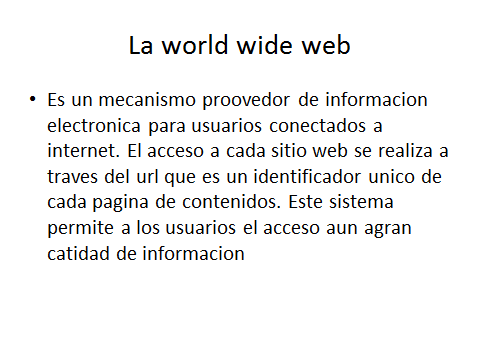 La world wide web
• Es un mecanismo proovedor de informacion
electronica para usuarios conectados a
internet. El acceso a cada sitio web se realiza a
traves del url que es un identificador unico de
cada pagina de contenidos. Este sistema
permite a los usuarios el acceso aun agran
catidad de informacion